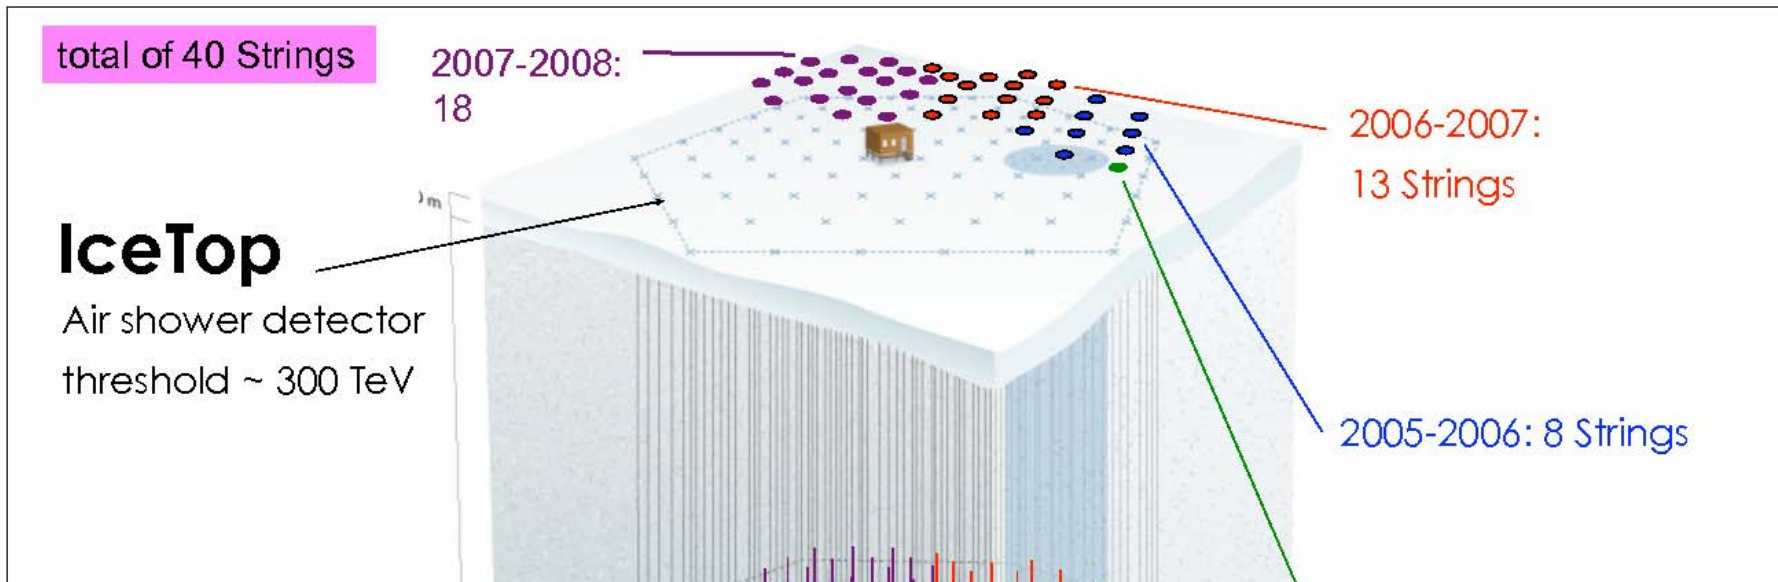 total of 40 Strings
2007-2008:
18
2006-2007:
13 Strings
m
IceTop
Air shower detector
threshold ~ 300 TeV
2005-2006: 8 Strings